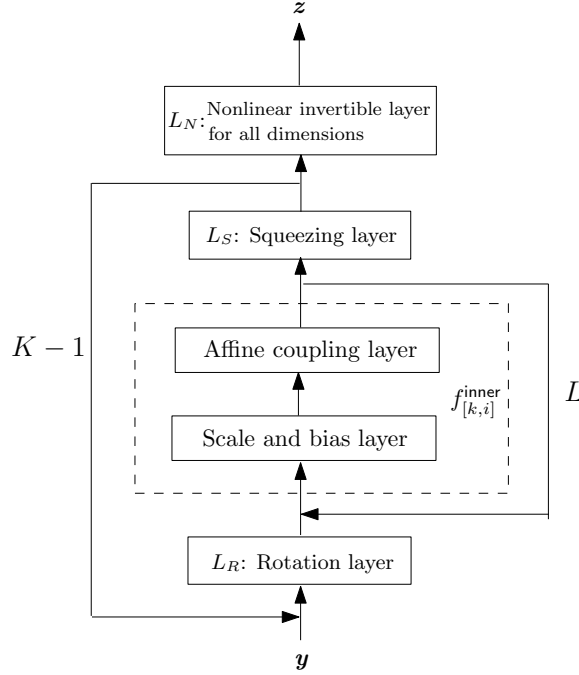 z
L_N: Nonlinear invertible layer
for all dimensions
L_S: Squeezing layer
K − 1
Affine coupling layer
f^{inner}_{[k,i]}
L
Scale and bias layer
L_R: Rotation layer
y